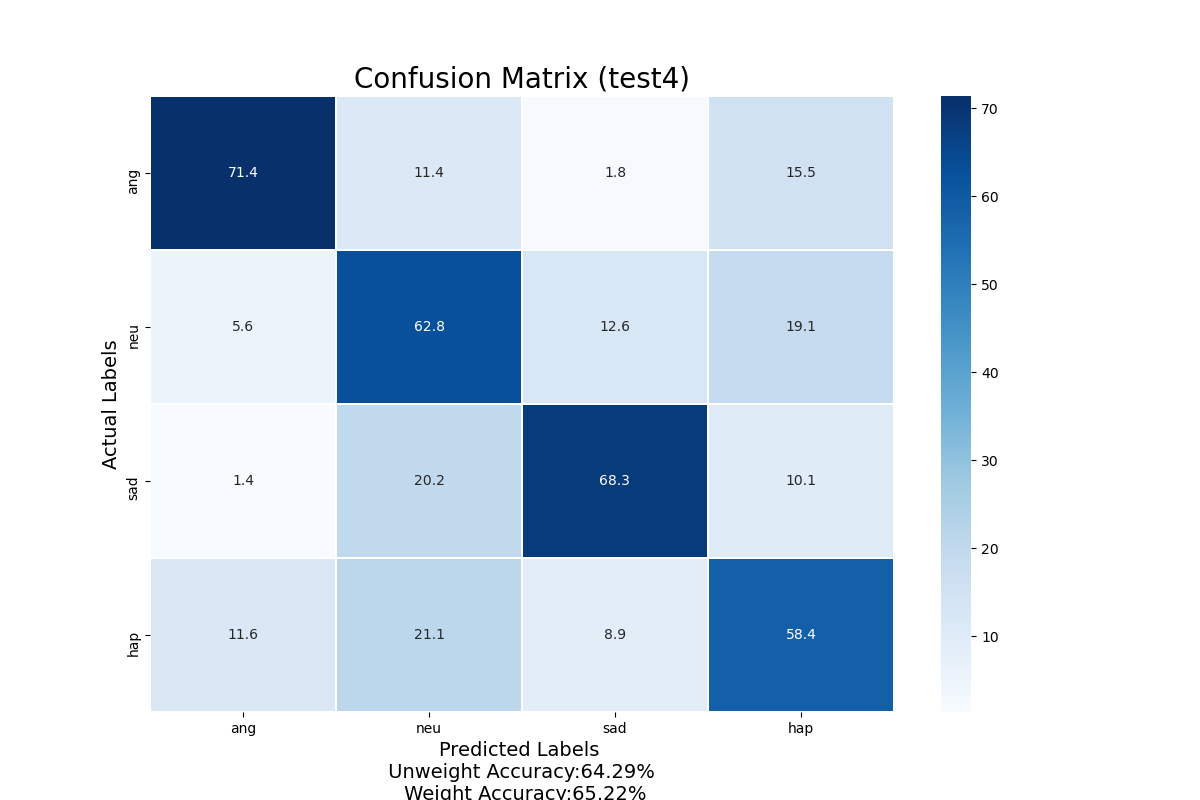 Confusion Matrix (test4)
Actual Labels
ang 71.4 11.4 1.8 15.5
neu 5.6 62.8 12.6 19.1
sad 1.4 20.2 68.3 10.1
hap 11.6 21.1 8.9 58.4
ang neu sad hap
Predicted Labels
Unweight Accuracy:64.29%
Weight Accuracy:65.22%
70
60
50
40
30
20
10